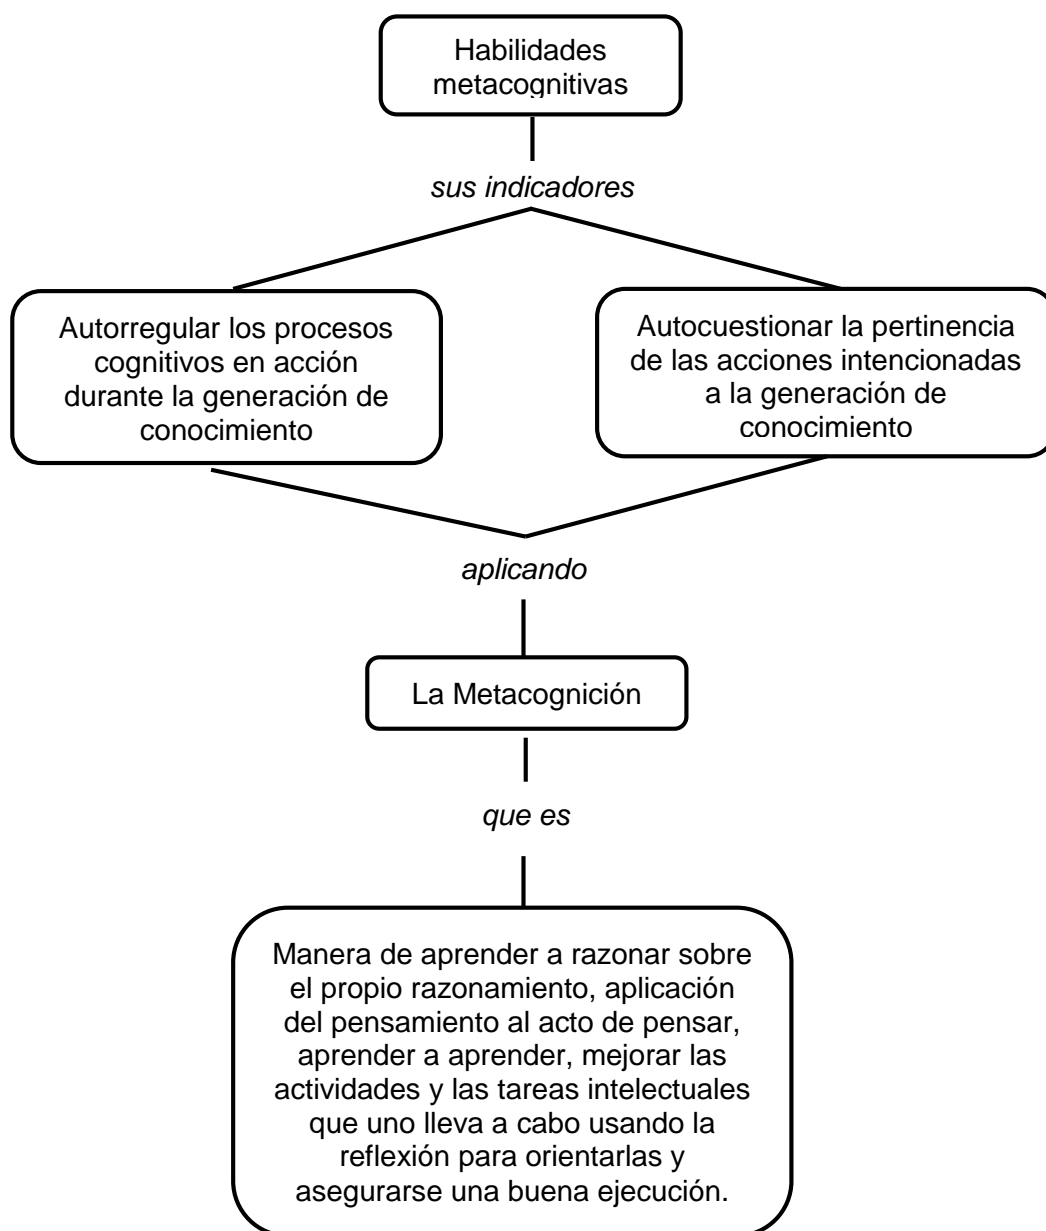 Habilidades
metacognitivas
sus indicadores
Autorregular los procesos
cognitivos en acción
durante la generación de
conocimiento
Autocuestionar la pertinencia
de las acciones intencionadas
a la generación de
conocimiento
aplicando
La Metacognición
que es
Manera de aprender a razonar sobre
el propio razonamiento, aplicación
del pensamiento al acto de pensar,
aprender a aprender, mejorar las
actividades y las tareas intelectuales
que uno lleva a cabo usando la
reflexión para orientarlas y
asegurarse una buena ejecución.